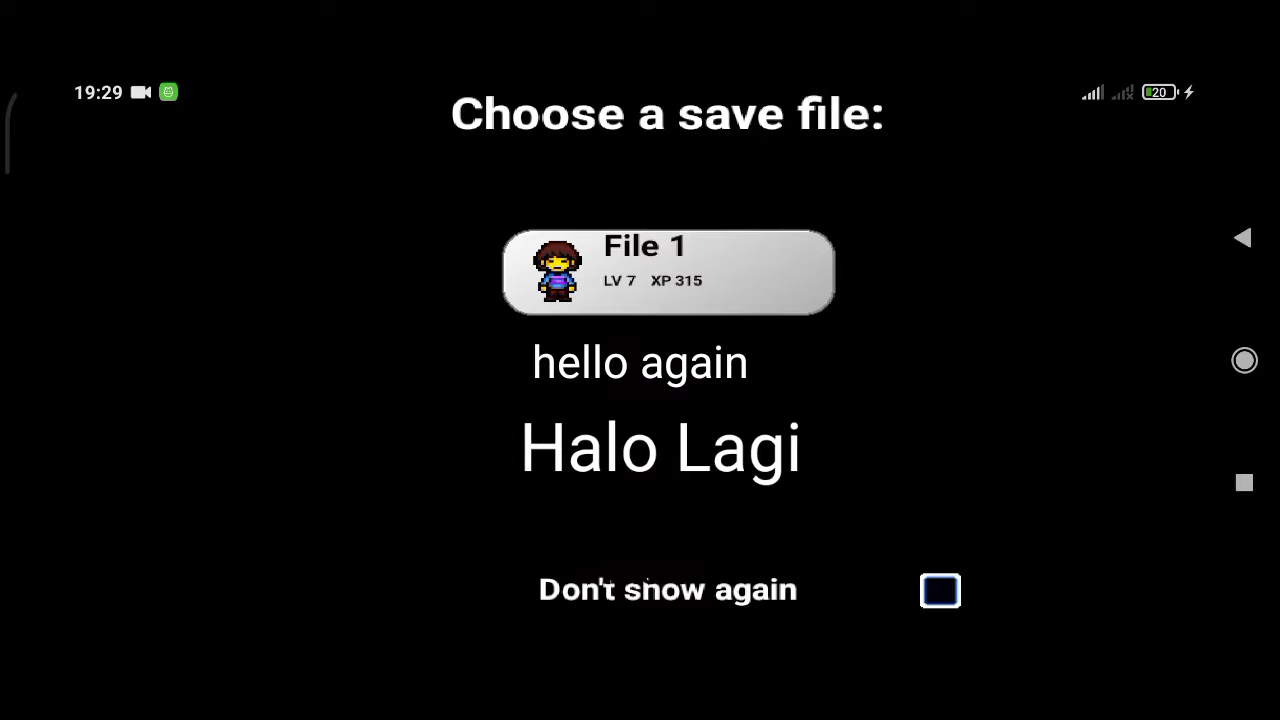 19:29
20
Choose a save file:
File 1
LV 7 XP 315
hello again
Halo Lagi
Don't show again